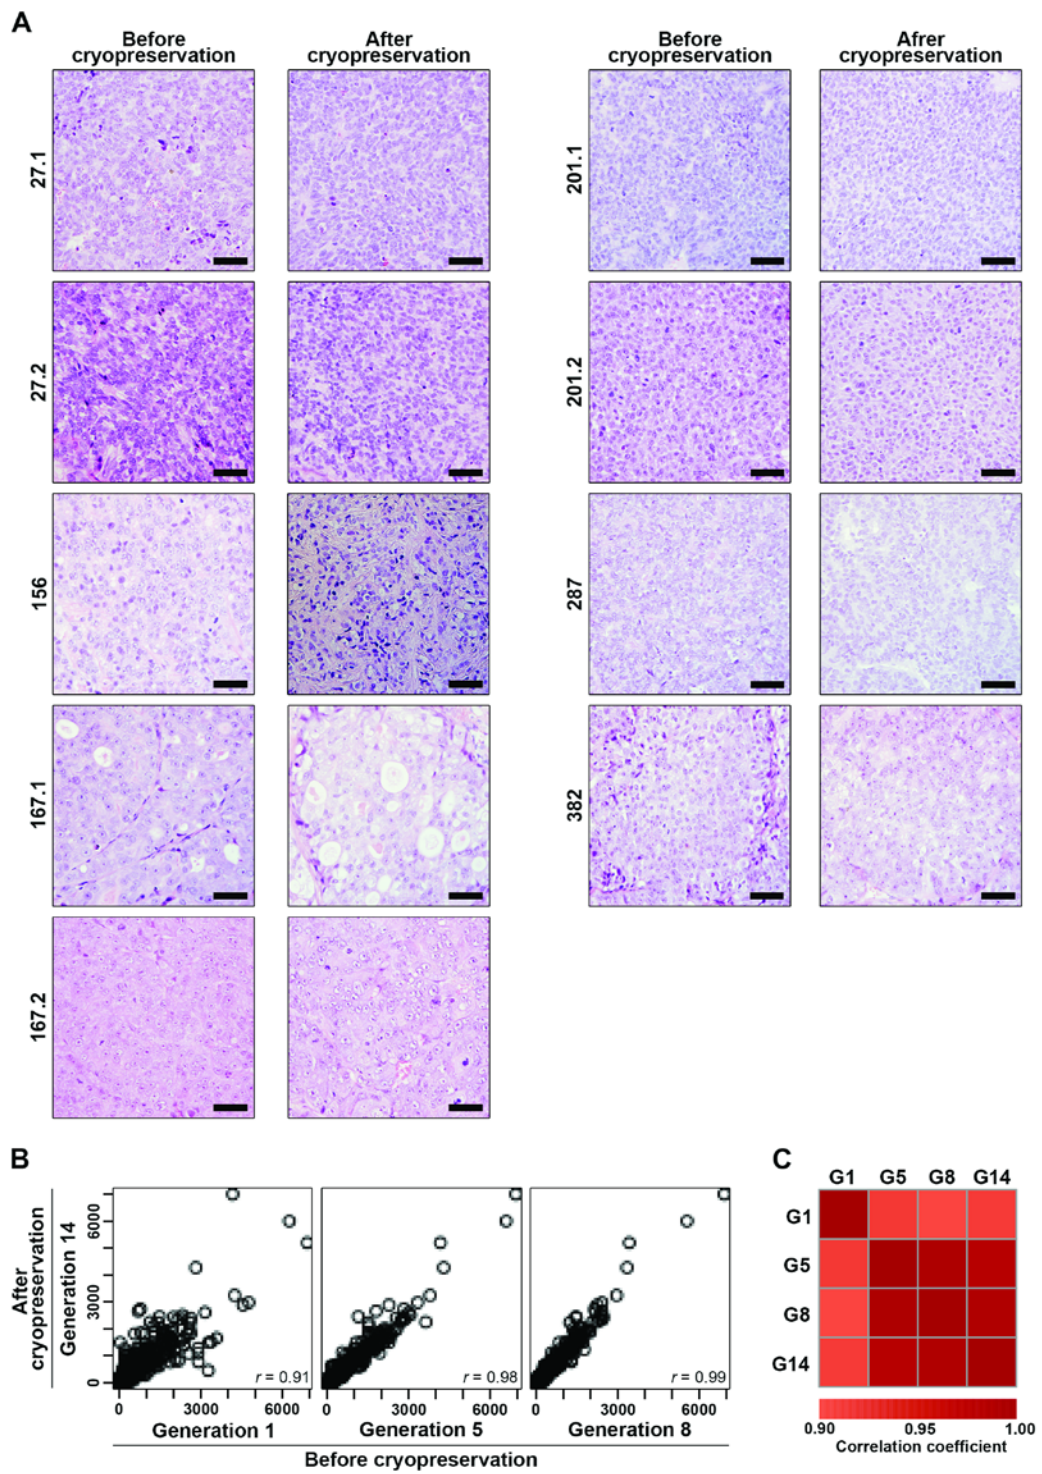 A
Before cryopreservation
After cryopreservation
Before cryopreservation
Afrer cryopreservation
27.1
201.1
27.2
201.2
156
287
167.1
382
167.2
B
After cryopreservation
Generation 14
6000
3000
0
r = 0.91
r = 0.98
r = 0.99
0 3000 6000
0 3000 6000
0 3000 6000
Generation 1
Generation 5
Generation 8
Before cryopreservation
C
G1 G5 G8 G14
G1
G5
G8
G14
0.90 0.95 1.00
Correlation coefficient